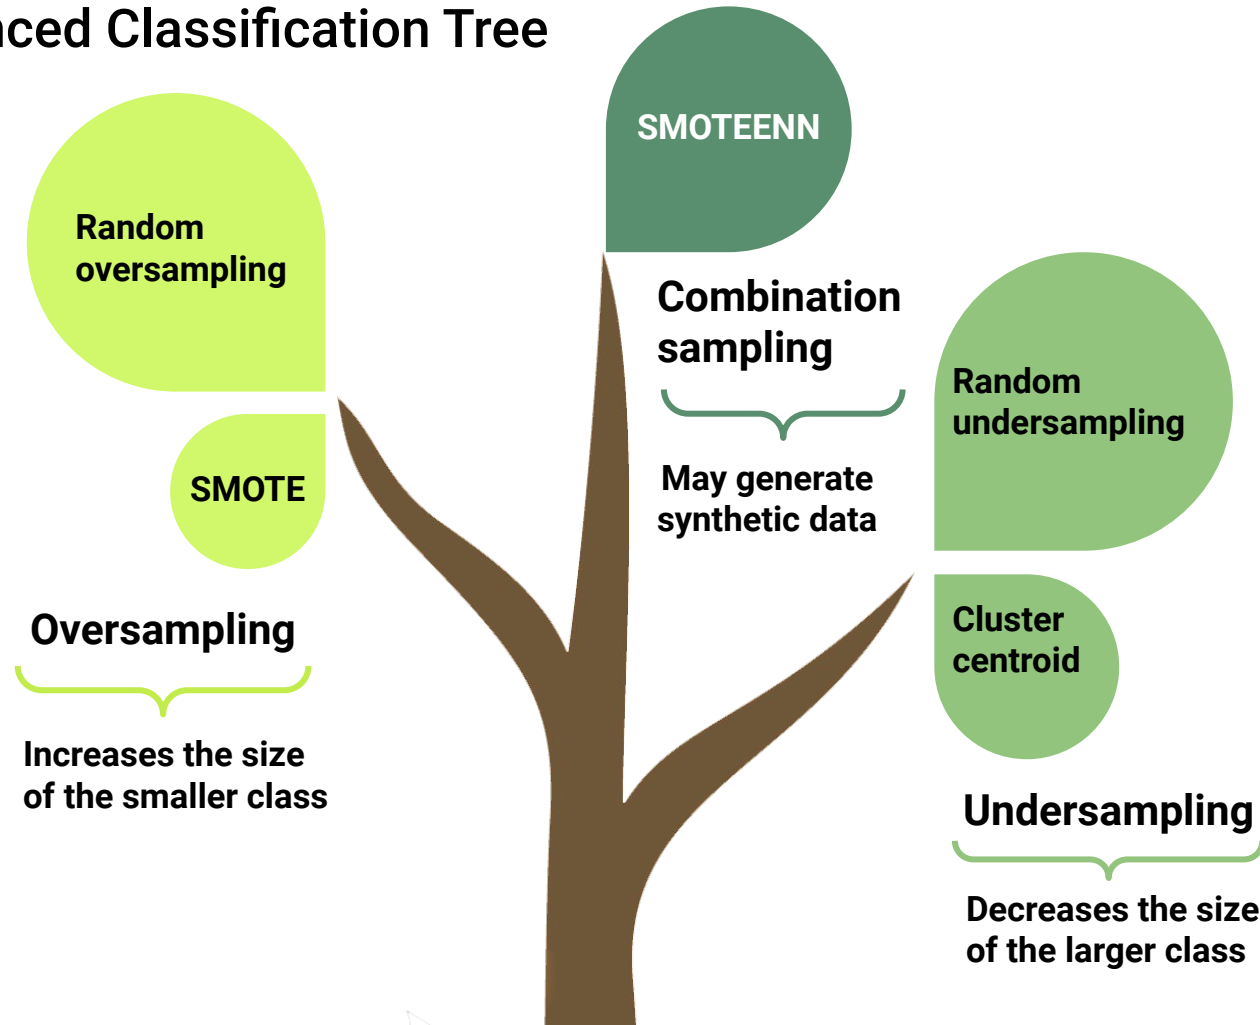 nced Classification Tree
SMOTEENN
Random
oversampling
SMOTE
Oversampling
Increases the size
of the smaller class
Combination
sampling
May generate
synthetic data
Random
undersampling
Cluster
centroid
Undersampling
Decreases the size
of the larger class